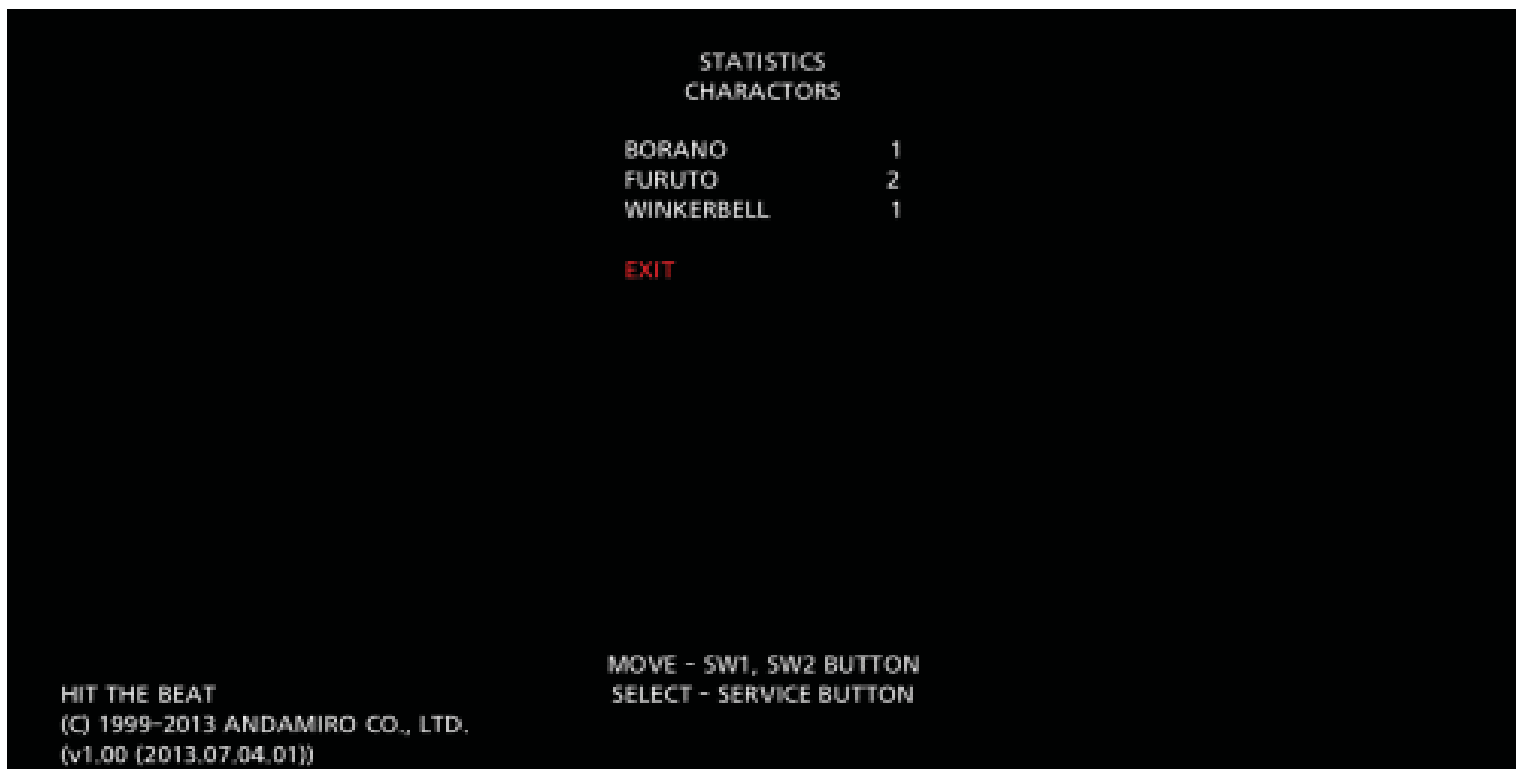 STATISTICS
CHARACTORS
BORANO 1
FURUTO 2
WINKERBELL 1
EXIT
MOVE - SW1, SW2 BUTTON
SELECT - SERVICE BUTTON
HIT THE BEAT
(C) 1999-2013 ANDAMIRO CO., LTD.
(v1.00 (2013.07.04.01))